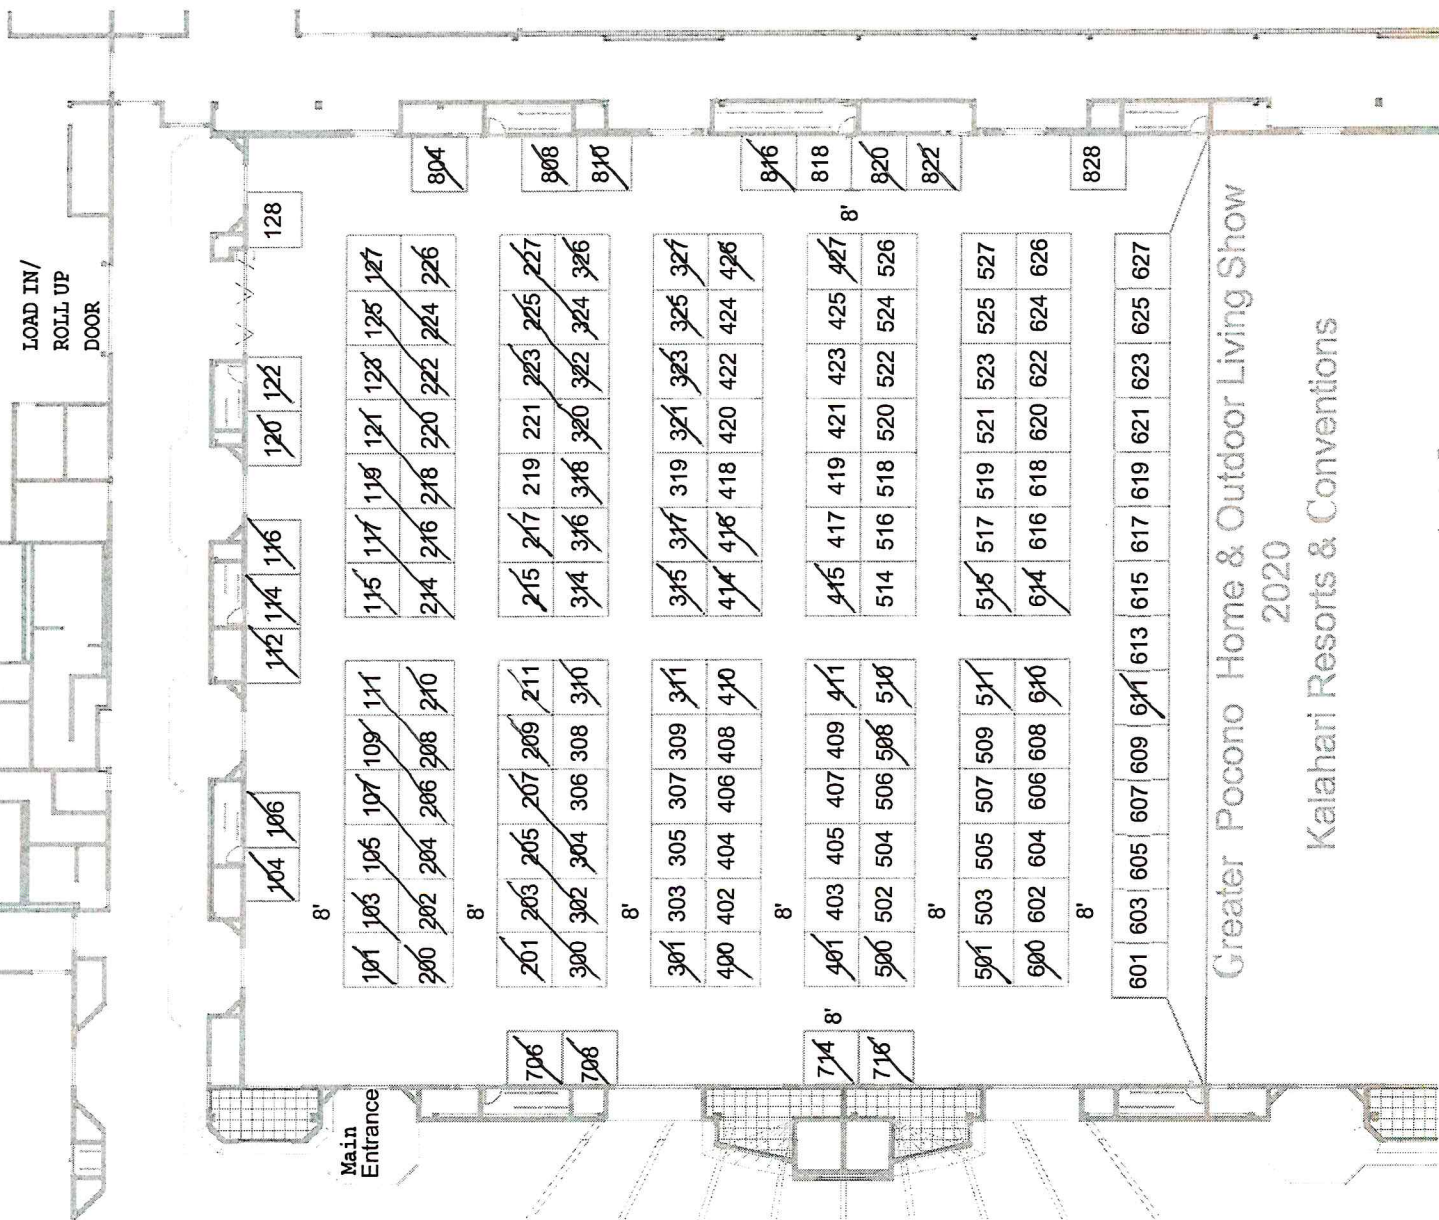 LOAD IN/
ROLL UP
DOOR
104 106 112 114 116 120 122 128
8'
101 103 105 107 109 111 115 117 119 121 123 125 127
200 202 204 206 208 210 214 216 218 220 222 224 226
8'
201 203 205 207 209 211 215 217 219 221 223 225 227
300 302 304 306 308 310 314 316 318 320 322 324 326
8'
301 303 305 307 309 311 315 317 319 321 323 325 327
400 402 404 406 408 410 414 416 418 420 422 424 426
8'
401 403 405 407 409 411 415 417 419 421 423 425 427
500 502 504 506 508 510 514 516 518 520 522 524 526
8'
501 503 505 507 509 511 515 517 519 521 523 525 527
600 602 604 606 608 610 614 616 618 620 622 624 626
8'
601 603 605 607 609 611 613 615 617 619 621 623 625 627
804
808
810
816
818
820
822
828
8'
706
708
714
716
8'
Main
Entrance
Greater Pocono Home & Outdoor Living Show
2020
Kalahari Resorts & Conventions